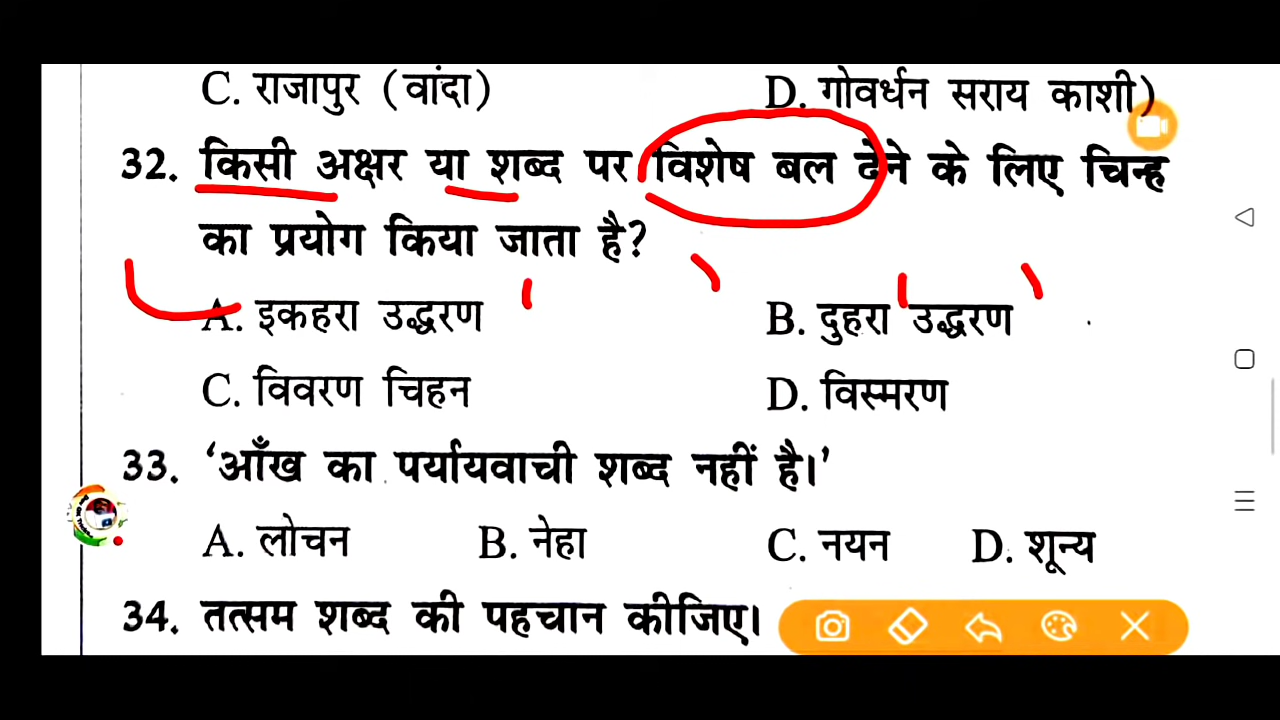 C. राजापुर (वांदा) D. गोवर्धन सराय काशी)
32. किसी अक्षर या शब्द पर विशेष बल देने के लिए चिन्ह
का प्रयोग किया जाता है?
A. इकहरा उद्धरण B. दुहरा उद्धरण
C. विवरण चिहन D. विस्मरण
33. ‘आँख का पर्यायवाची शब्द नहीं है।’
A. लोचन B. नेहा C. नयन D. शून्य
34. तत्सम शब्द की पहचान कीजिए।